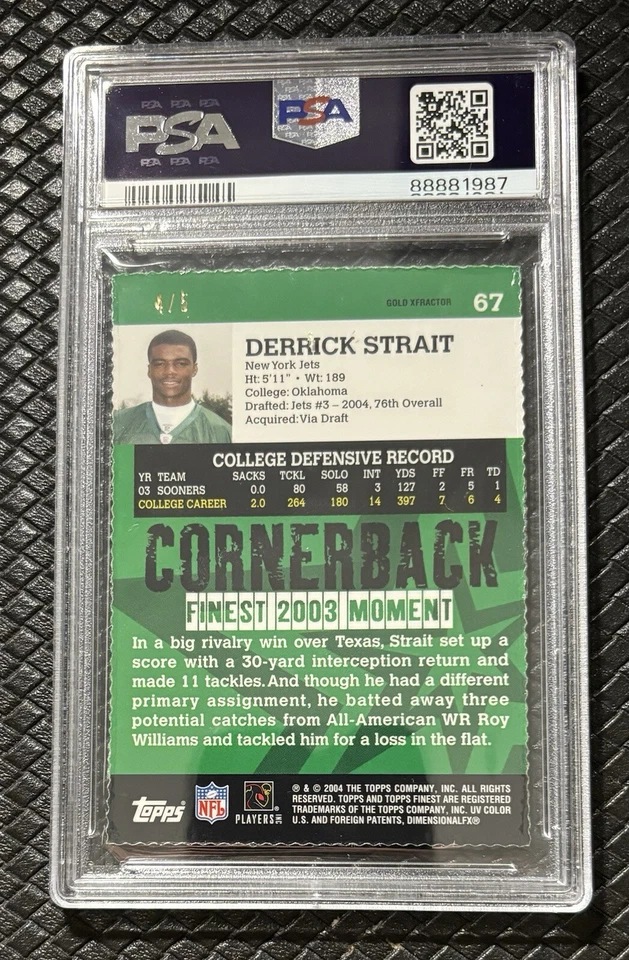 PSA PSA PSA
PSA
PSA PSA PSA
PSA
88881987
4/5
GOLD XFRACTOR 67
DERRICK STRAIT
New York Jets
Ht: 5'11" • Wt: 189
College: Oklahoma
Drafted: Jets #3 – 2004, 76th Overall
Acquired: Via Draft
COLLEGE DEFENSIVE RECORD
YR TEAM SACKS TCKL SOLO INT YDS FF FR TD
03 SOONERS 0.0 80 58 3 127 2 5 1
COLLEGE CAREER 2.0 264 180 14 397 7 6 4
CORNERBACK
FINEST 2003 MOMENT
In a big rivalry win over Texas, Strait set up a
score with a 30-yard interception return and
made 11 tackles. And though he had a different
primary assignment, he batted away three
potential catches from All-American WR Roy
Williams and tackled him for a loss in the flat.
topps
NFL
PLAYERS INC
® & © 2004 THE TOPPS COMPANY, INC. ALL RIGHTS
RESERVED. TOPPS AND TOPPS FINEST ARE REGISTERED
TRADEMARKS OF THE TOPPS COMPANY, INC. UV COLOR
U.S. AND FOREIGN PATENTS, DIMENSIONALFX®